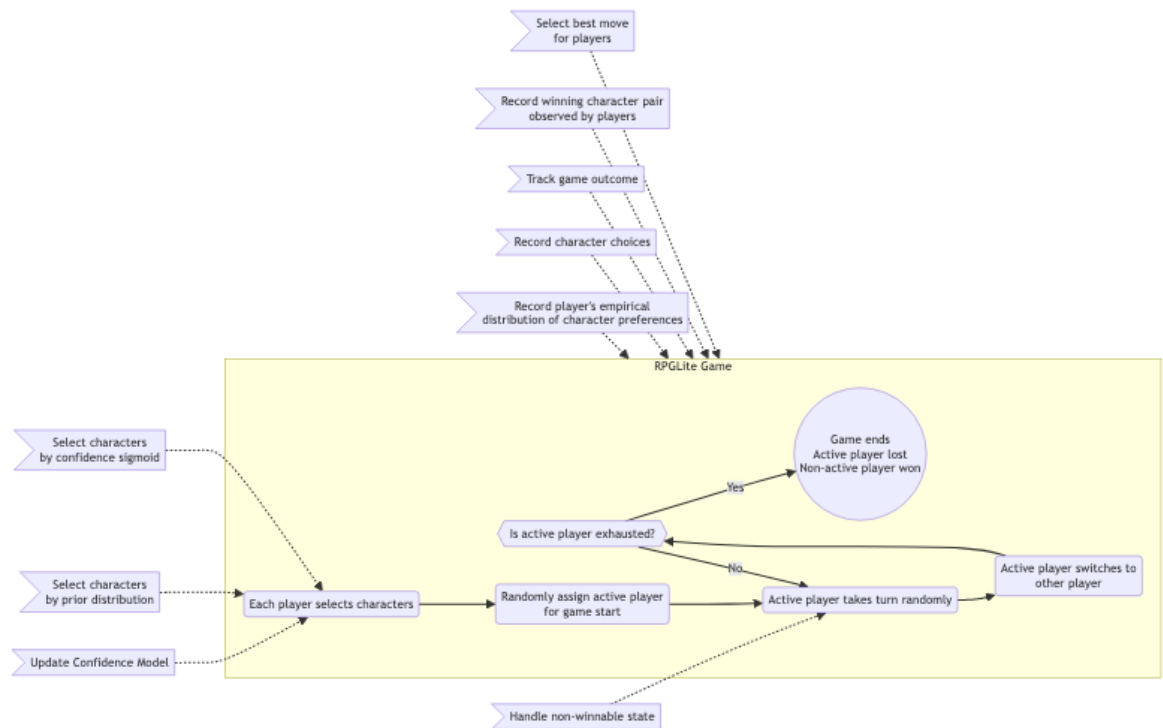 Select best move
for players
Record winning character pair
observed by players
Track game outcome
Record character choices
Record player's empirical
distribution of character preferences
RPGLite Game
Game ends
Active player lost
Non-active player won
Select characters
by confidence sigmoid
Yes
Is active player exhausted?
No
Active player switches to
other player
Select characters
by prior distribution
Each player selects characters
Randomly assign active player
for game start
Active player takes turn randomly
Update Confidence Model
Handle non-winnable state